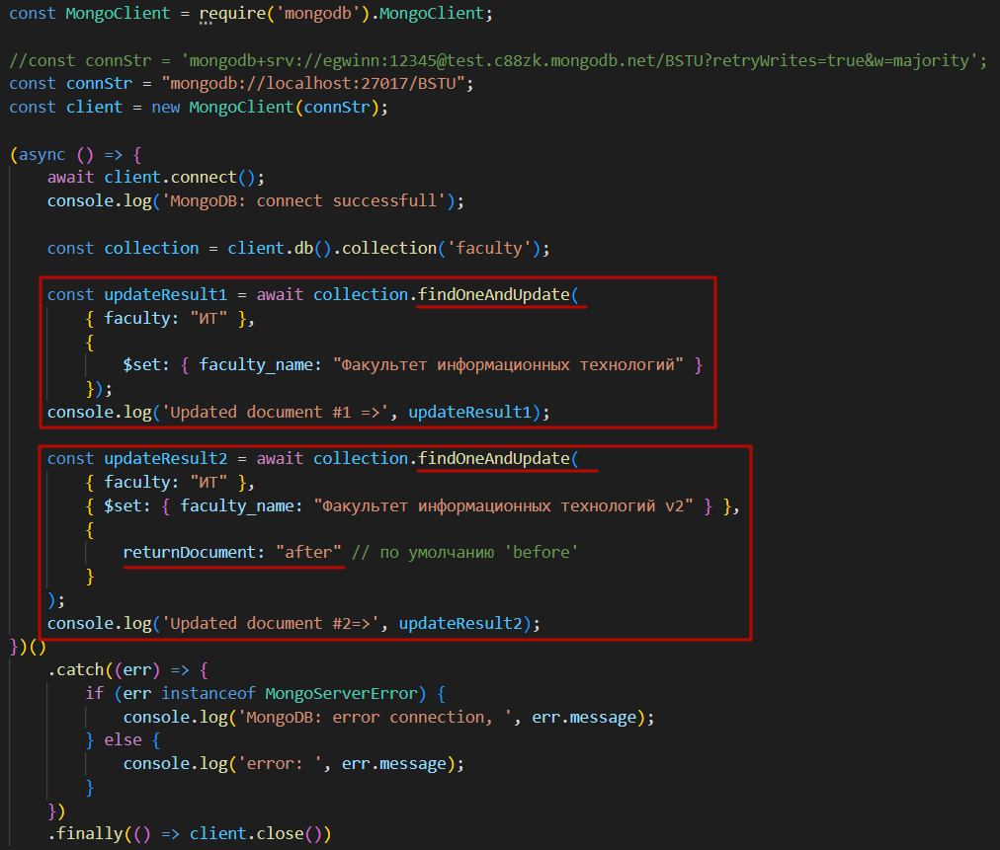 const MongoClient = require('mongodb').MongoClient;
//const connStr = 'mongodb+srv://egwinn:12345@test.c88zk.mongodb.net/BSTU?retryWrites=true&w=majority';
const connStr = "mongodb://localhost:27017/BSTU";
const client = new MongoClient(connStr);
(async () => {
    await client.connect();
    console.log('MongoDB: connect successfull');
    const collection = client.db().collection('faculty');
    const updateResult1 = await collection.findOneAndUpdate(
        { faculty: "ИТ" },
        {
            $set: { faculty_name: "Факультет информационных технологий" }
        });
    console.log('Updated document #1 =>', updateResult1);
    const updateResult2 = await collection.findOneAndUpdate(
        { faculty: "ИТ" },
        { $set: { faculty_name: "Факультет информационных технологий v2" } },
        {
            returnDocument: "after" // по умолчанию 'before'
        }
    );
    console.log('Updated document #2=>', updateResult2);
})()
    .catch((err) => {
        if (err instanceof MongoServerError) {
            console.log('MongoDB: error connection, ', err.message);
        } else {
            console.log('error: ', err.message);
        }
    })
    .finally(() => client.close())